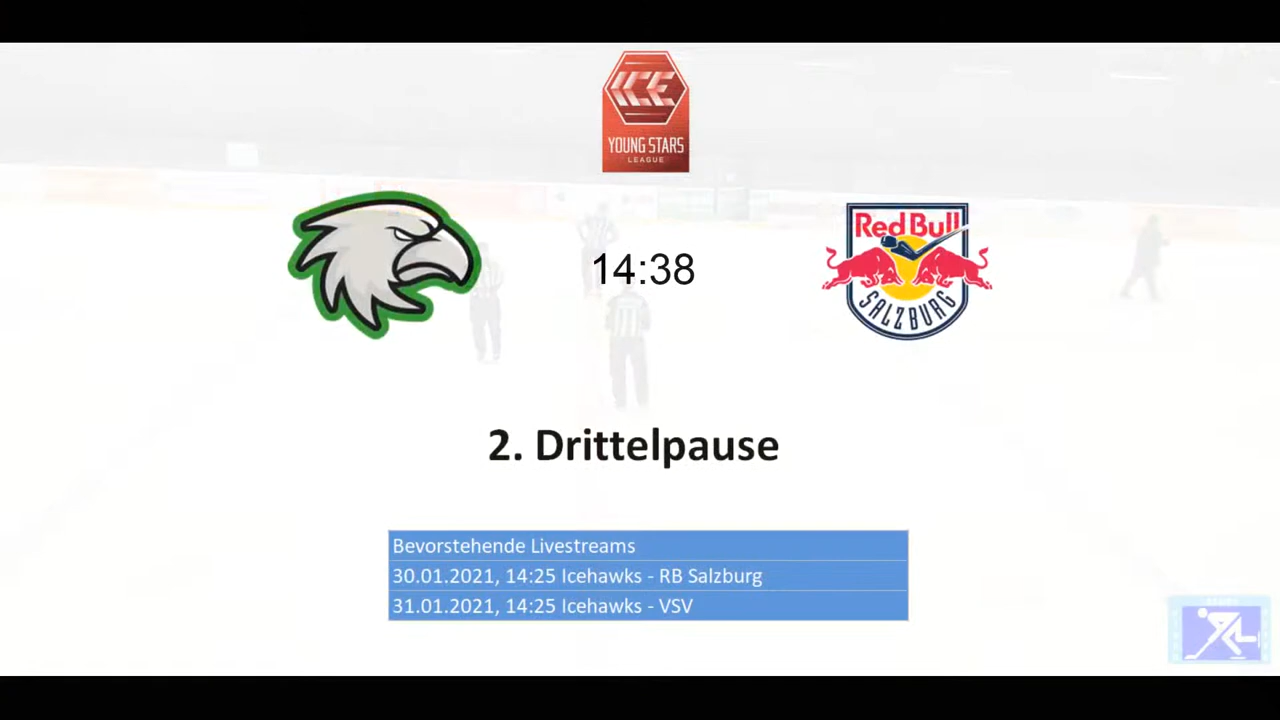 ICE
YOUNG STARS
LEAGUE
Red Bull
SALZBURG
14:38
2. Drittelpause
Bevorstehende Livestreams
30.01.2021, 14:25 Icehawks - RB Salzburg
31.01.2021, 14:25 Icehawks - VSV